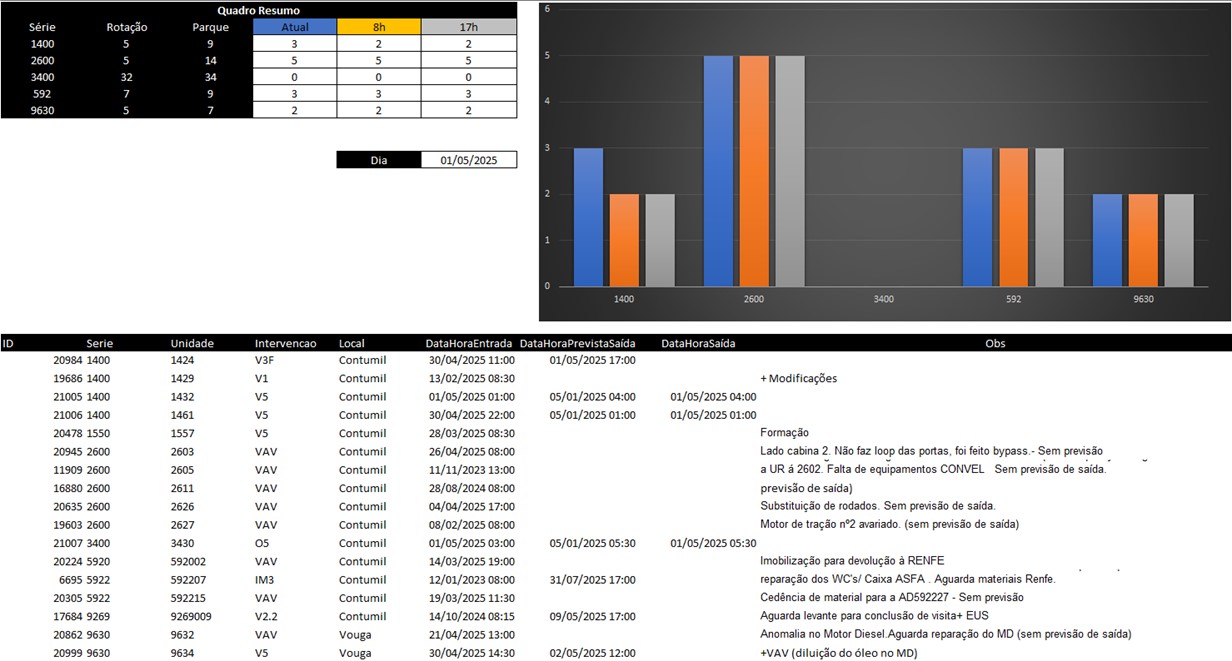 Quadro Resumo
Série Rotação Parque Atual 8h 17h
1400 5 9 3 2 2
2600 5 14 5 5 5
3400 32 34 0 0 0
592 7 9 3 3 3
9630 5 7 2 2 2
Dia 01/05/2025
6
5
4
3
2
1
0
1400 2600 3400 592 9630
ID Serie Unidade Intervencao Local DataHoraEntrada DataHoraPrevistaSaída DataHoraSaída Obs
20984 1400 1424 V3F Contumil 30/04/2025 11:00 01/05/2025 17:00
19686 1400 1429 V1 Contumil 13/02/2025 08:30 + Modificações
21005 1400 1432 V5 Contumil 01/05/2025 01:00 05/01/2025 04:00 01/05/2025 04:00
21006 1400 1461 V5 Contumil 30/04/2025 22:00 05/01/2025 01:00 01/05/2025 01:00
20478 1550 1557 V5 Contumil 28/03/2025 08:30 Formação
20945 2600 2603 VAV Contumil 26/04/2025 08:00 Lado cabina 2. Não faz loop das portas, foi feito bypass.- Sem previsão
11909 2600 2605 VAV Contumil 11/11/2023 13:00 a UR á 2602. Falta de equipamentos CONVEL Sem previsão de saída.
16880 2600 2611 VAV Contumil 28/08/2024 08:00 previsão de saída)
20635 2600 2626 VAV Contumil 04/04/2025 17:00 Substituição de rodados. Sem previsão de saída.
19603 2600 2627 VAV Contumil 08/02/2025 08:00 Motor de tração nº2 avariado. (sem previsão de saída)
21007 3400 3430 O5 Contumil 01/05/2025 03:00 05/01/2025 05:30 01/05/2025 05:30
20224 5920 592002 VAV Contumil 14/03/2025 19:00 Imobilização para devolução à RENFE
6695 5922 592207 IM3 Contumil 12/01/2023 08:00 31/07/2025 17:00 reparação dos WC's/ Caixa ASFA . Aguarda materiais Renfe.
20305 5922 592215 VAV Contumil 19/03/2025 11:30 Cedência de material para a AD592227 - Sem previsão
17684 9269 9269009 V2.2 Contumil 14/10/2024 08:15 09/05/2025 17:00 Aguarda levante para conclusão de visita+ EUS
20862 9630 9632 VAV Vouga 21/04/2025 13:00 Anomalia no Motor Diesel.Aguarda reparação do MD (sem previsão de saída)
20999 9630 9634 V5 Vouga 30/04/2025 14:30 02/05/2025 12:00 +VAV (diluição do óleo no MD)